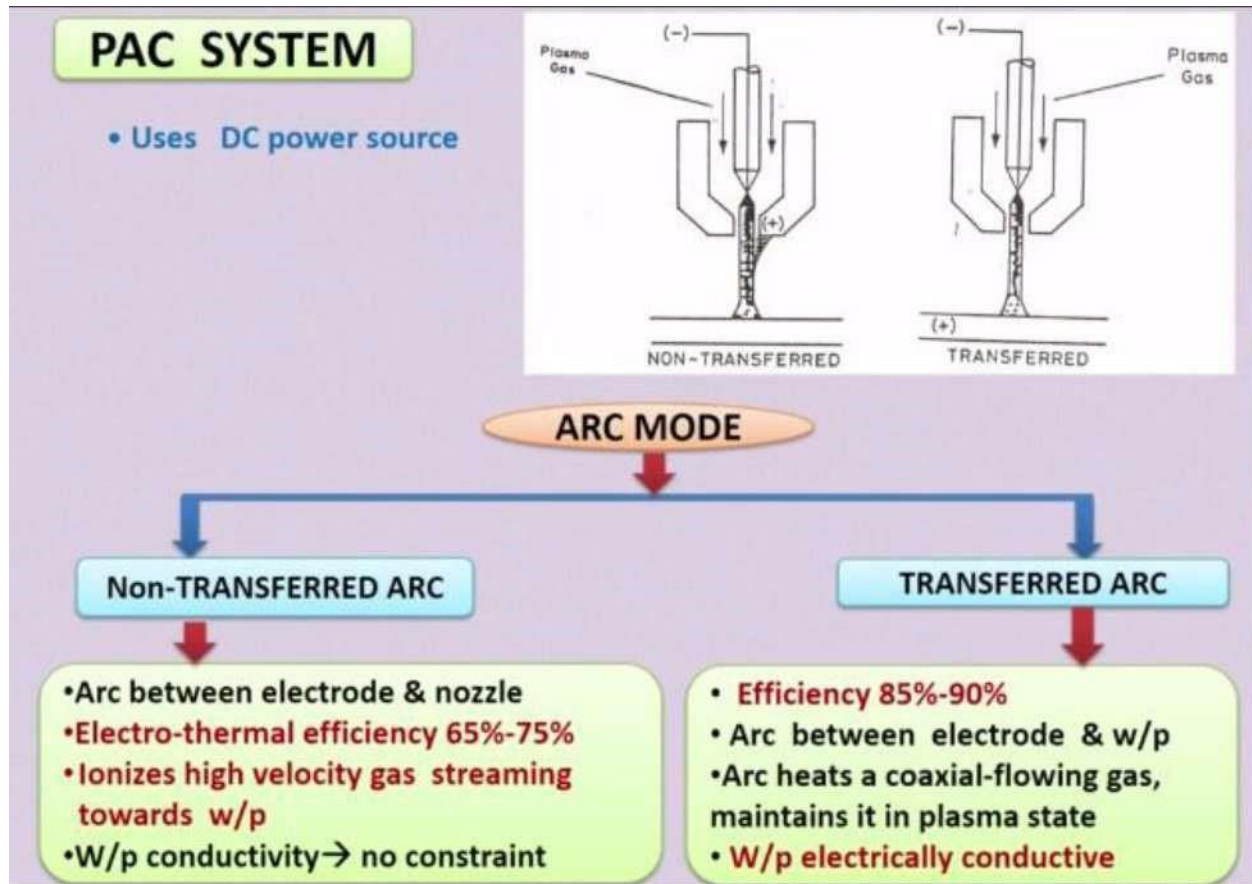 PAC SYSTEM
• Uses DC power source
(-)
Plasma
Gas
(+)
NON-TRANSFERRED
(-)
Plasma
Gas
(+)
TRANSFERRED
ARC MODE
Non-TRANSFERRED ARC
•Arc between electrode & nozzle
•Electro-thermal efficiency 65%-75%
•Ionizes high velocity gas streaming
towards w/p
•W/p conductivity→ no constraint
TRANSFERRED ARC
• Efficiency 85%-90%
• Arc between electrode & w/p
•Arc heats a coaxial-flowing gas,
maintains it in plasma state
• W/p electrically conductive